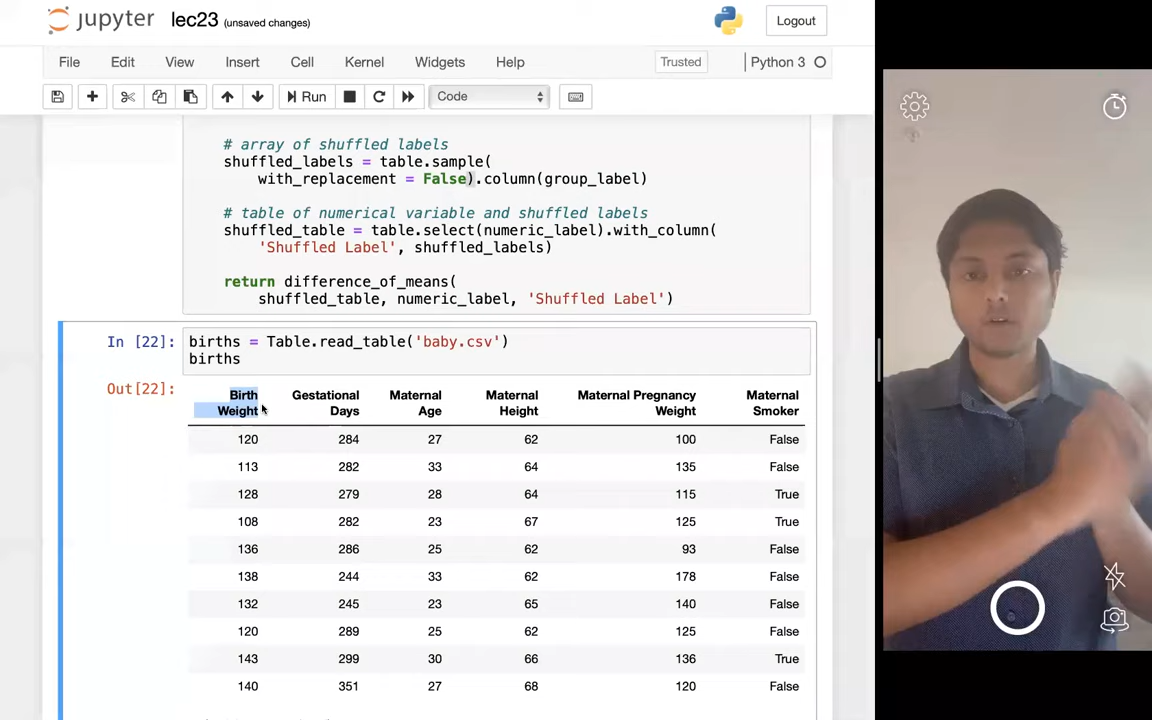 jupyter lec23 (unsaved changes) Logout
File Edit View Insert Cell Kernel Widgets Help Trusted Python 3
Run Code
# array of shuffled labels
shuffled_labels = table.sample(
with_replacement = False).column(group_label)
# table of numerical variable and shuffled labels
shuffled_table = table.select(numeric_label).with_column(
'Shuffled Label', shuffled_labels)
return difference_of_means(
shuffled_table, numeric_label, 'Shuffled Label')
In [22]: births = Table.read_table('baby.csv')
births
Out[22]:
Birth Gestational Maternal Maternal Maternal Pregnancy Maternal
Weight Days Age Height Weight Smoker
120 284 27 62 100 False
113 282 33 64 135 False
128 279 28 64 115 True
108 282 23 67 125 True
136 286 25 62 93 False
138 244 33 62 178 False
132 245 23 65 140 False
120 289 25 62 125 False
143 299 30 66 136 True
140 351 27 68 120 False